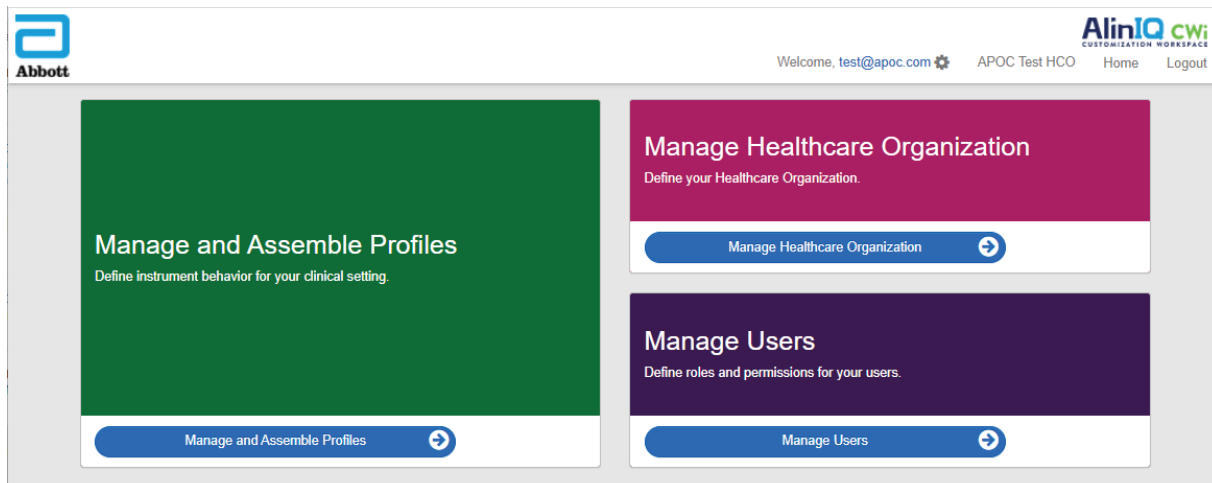 Abbott
AlinIQ CWi
CUSTOMIZATION WORKSPACE
Welcome, test@apoc.com APOC Test HCO Home Logout
Manage and Assemble Profiles
Define instrument behavior for your clinical setting.
Manage and Assemble Profiles
Manage Healthcare Organization
Define your Healthcare Organization.
Manage Healthcare Organization
Manage Users
Define roles and permissions for your users.
Manage Users